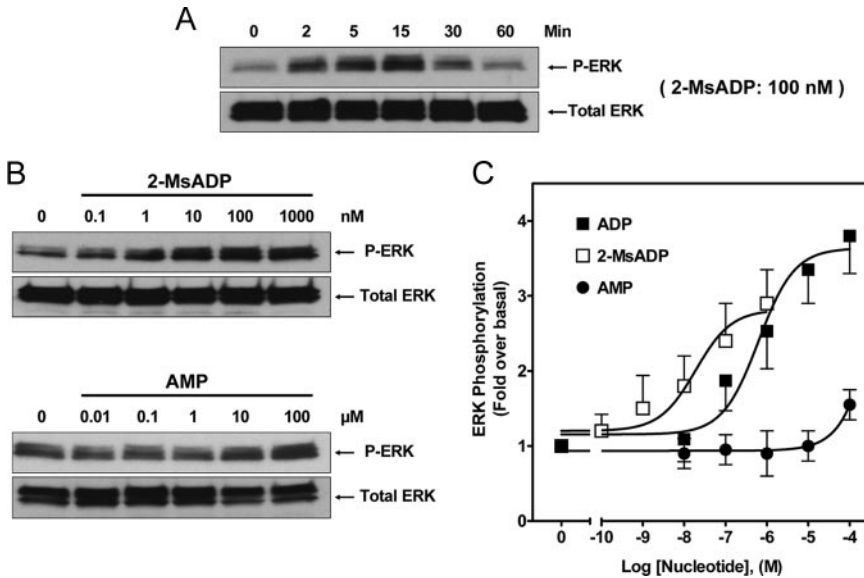 A
0 2 5 15 30 60 Min
P-ERK
Total ERK
( 2-MsADP: 100 nM )
B
2-MsADP
0 0.1 1 10 100 1000 nM
P-ERK
Total ERK
AMP
0 0.01 0.1 1 10 100 µM
P-ERK
Total ERK
C
ERK Phosphorylation
(Fold over basal)
4
3
2
1
0
ADP
2-MsADP
AMP
0 -10 -9 -8 -7 -6 -5 -4
Log [Nucleotide], (M)